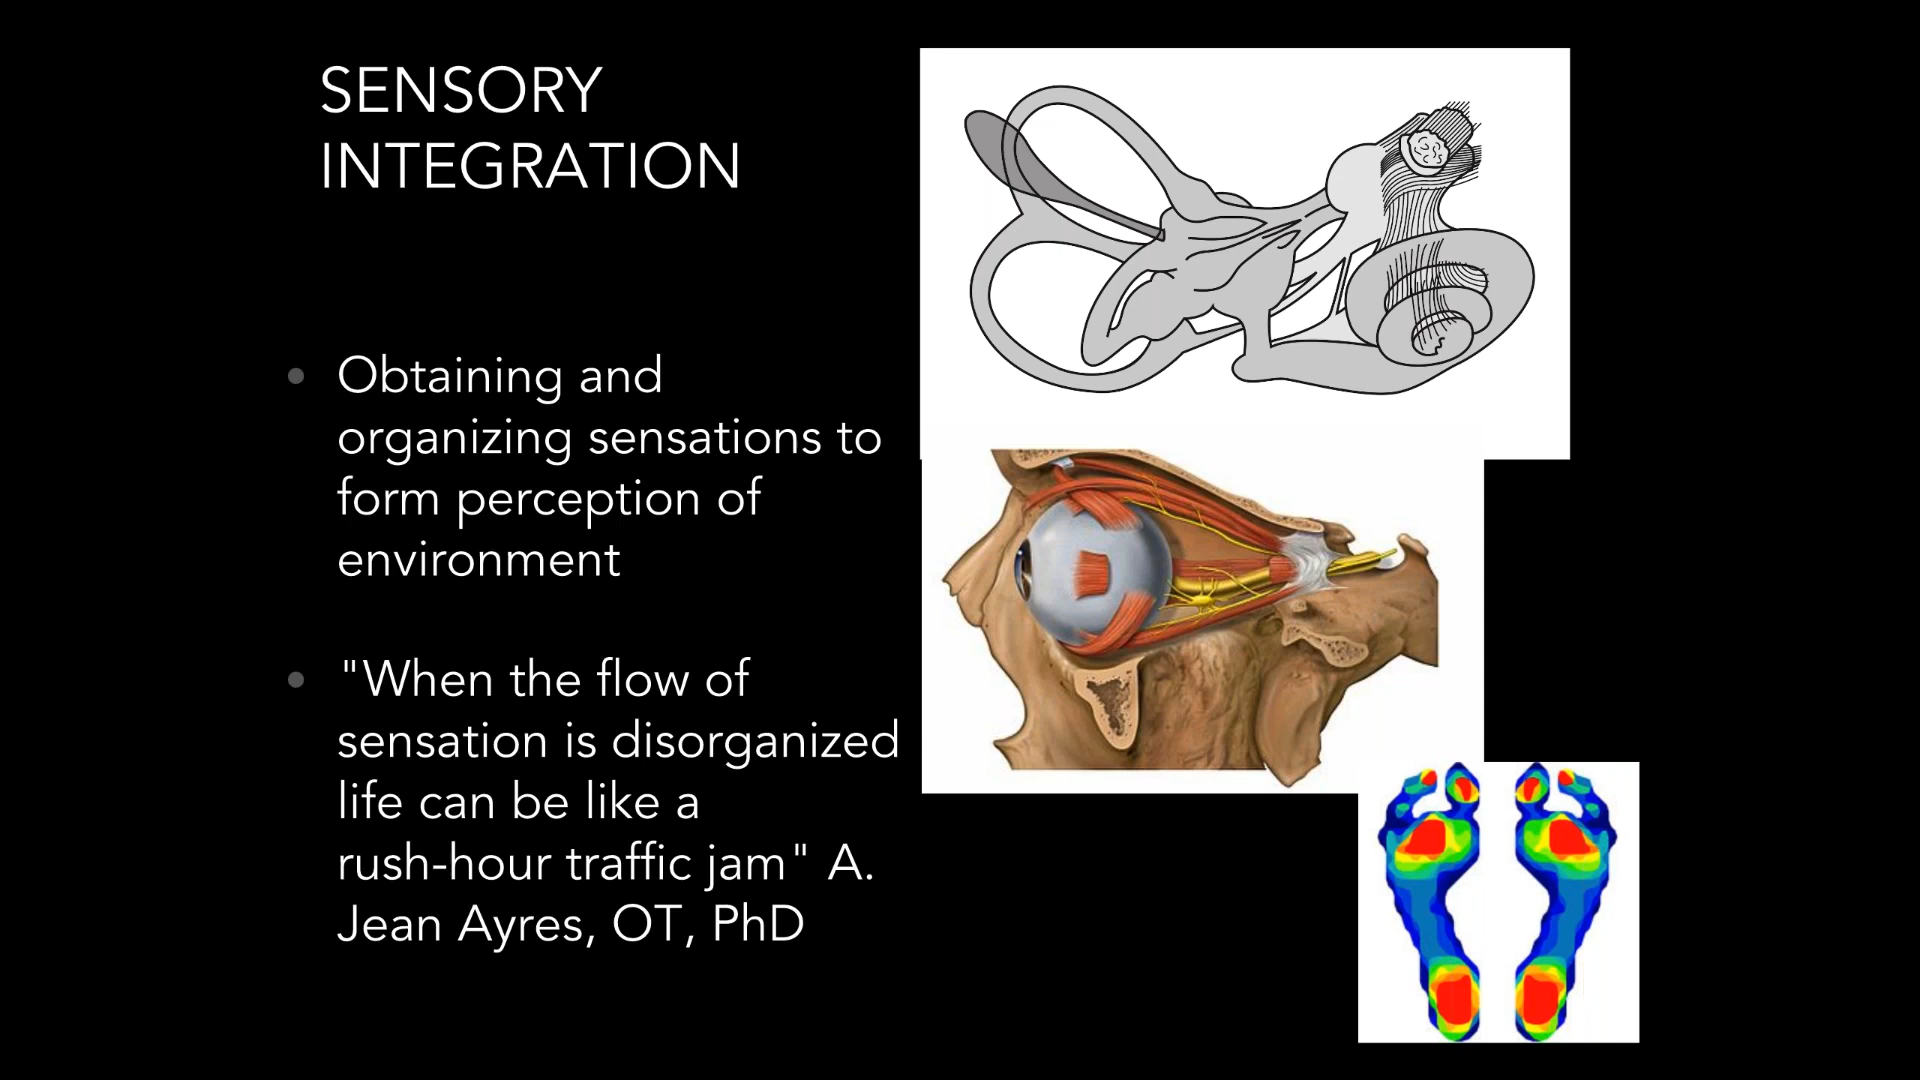 SENSORY
INTEGRATION
Obtaining and
organizing sensations to
form perception of
environment
"When the flow of
sensation is disorganized
life can be like a
rush-hour traffic jam" A.
Jean Ayres, OT, PhD